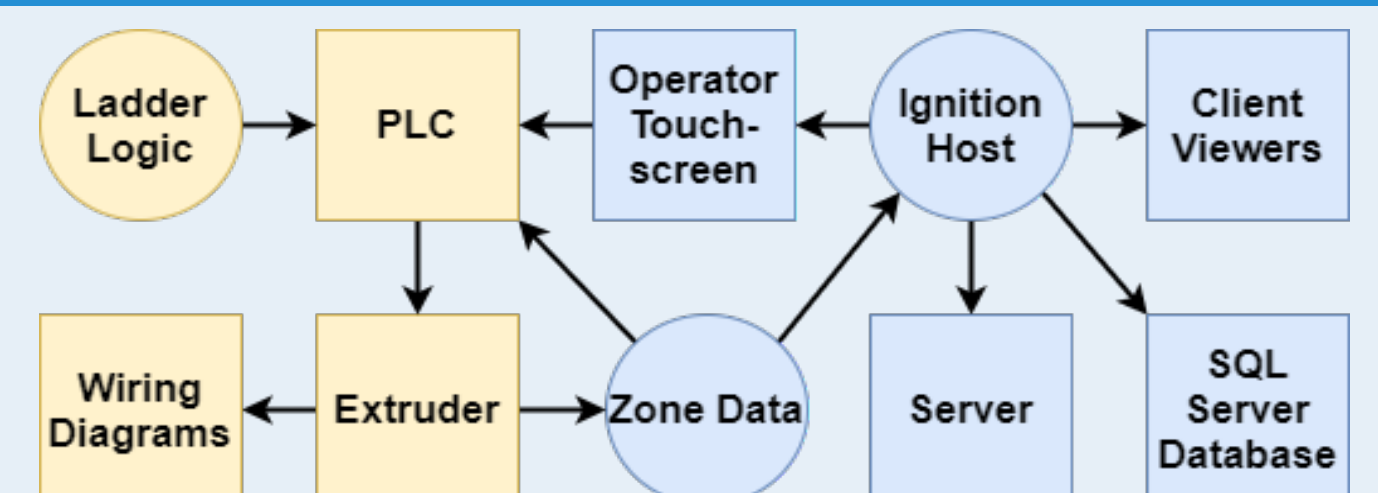 Ladder
Logic
PLC
Operator
Touch-
screen
Ignition
Host
Client
Viewers
Wiring
Diagrams
Extruder
Zone Data
Server
SQL
Server
Database